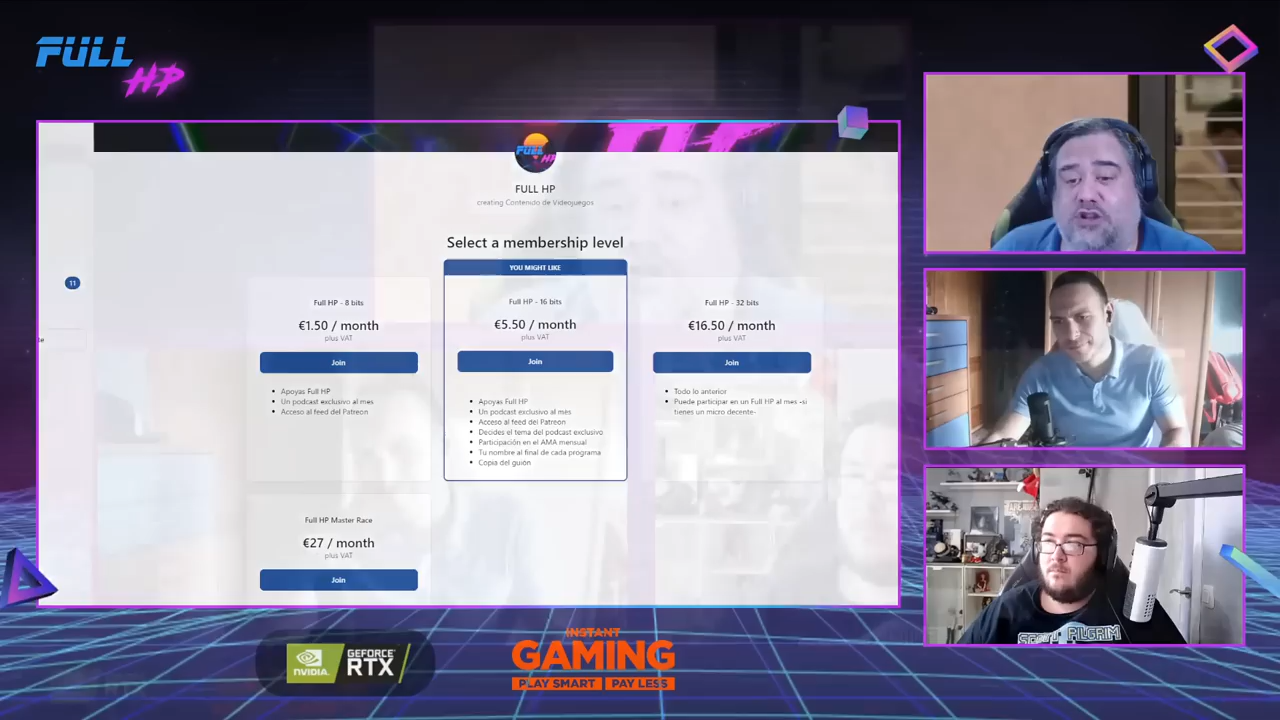 FULL
HP
FULL
HP
FULL HP
creating Contenido de Videojuegos
Select a membership level
YOU MIGHT LIKE
11
Full HP - 8 bits
€1.50 / month
plus VAT
Join
Apoyas Full HP
Un podcast exclusivo al mes
Acceso al feed del Patreon
Full HP - 16 bits
€5.50 / month
plus VAT
Join
Apoyas Full HP
Un podcast exclusivo al mes
Acceso al feed del Patreon
Decides el tema del podcast exclusivo
Participación en el AMA mensual
Tu nombre al final de cada programa
Copia del guión
Full HP - 32 bits
€16.50 / month
plus VAT
Join
Todo lo anterior
Puede participar en un Full HP al mes -si
tienes un micro decente-
Full HP Master Race
€27 / month
plus VAT
Join
SCOTT PILGRIM
NVIDIA.
GEFORCE
RTX
INSTANT
GAMING
PLAY SMART PAY LESS